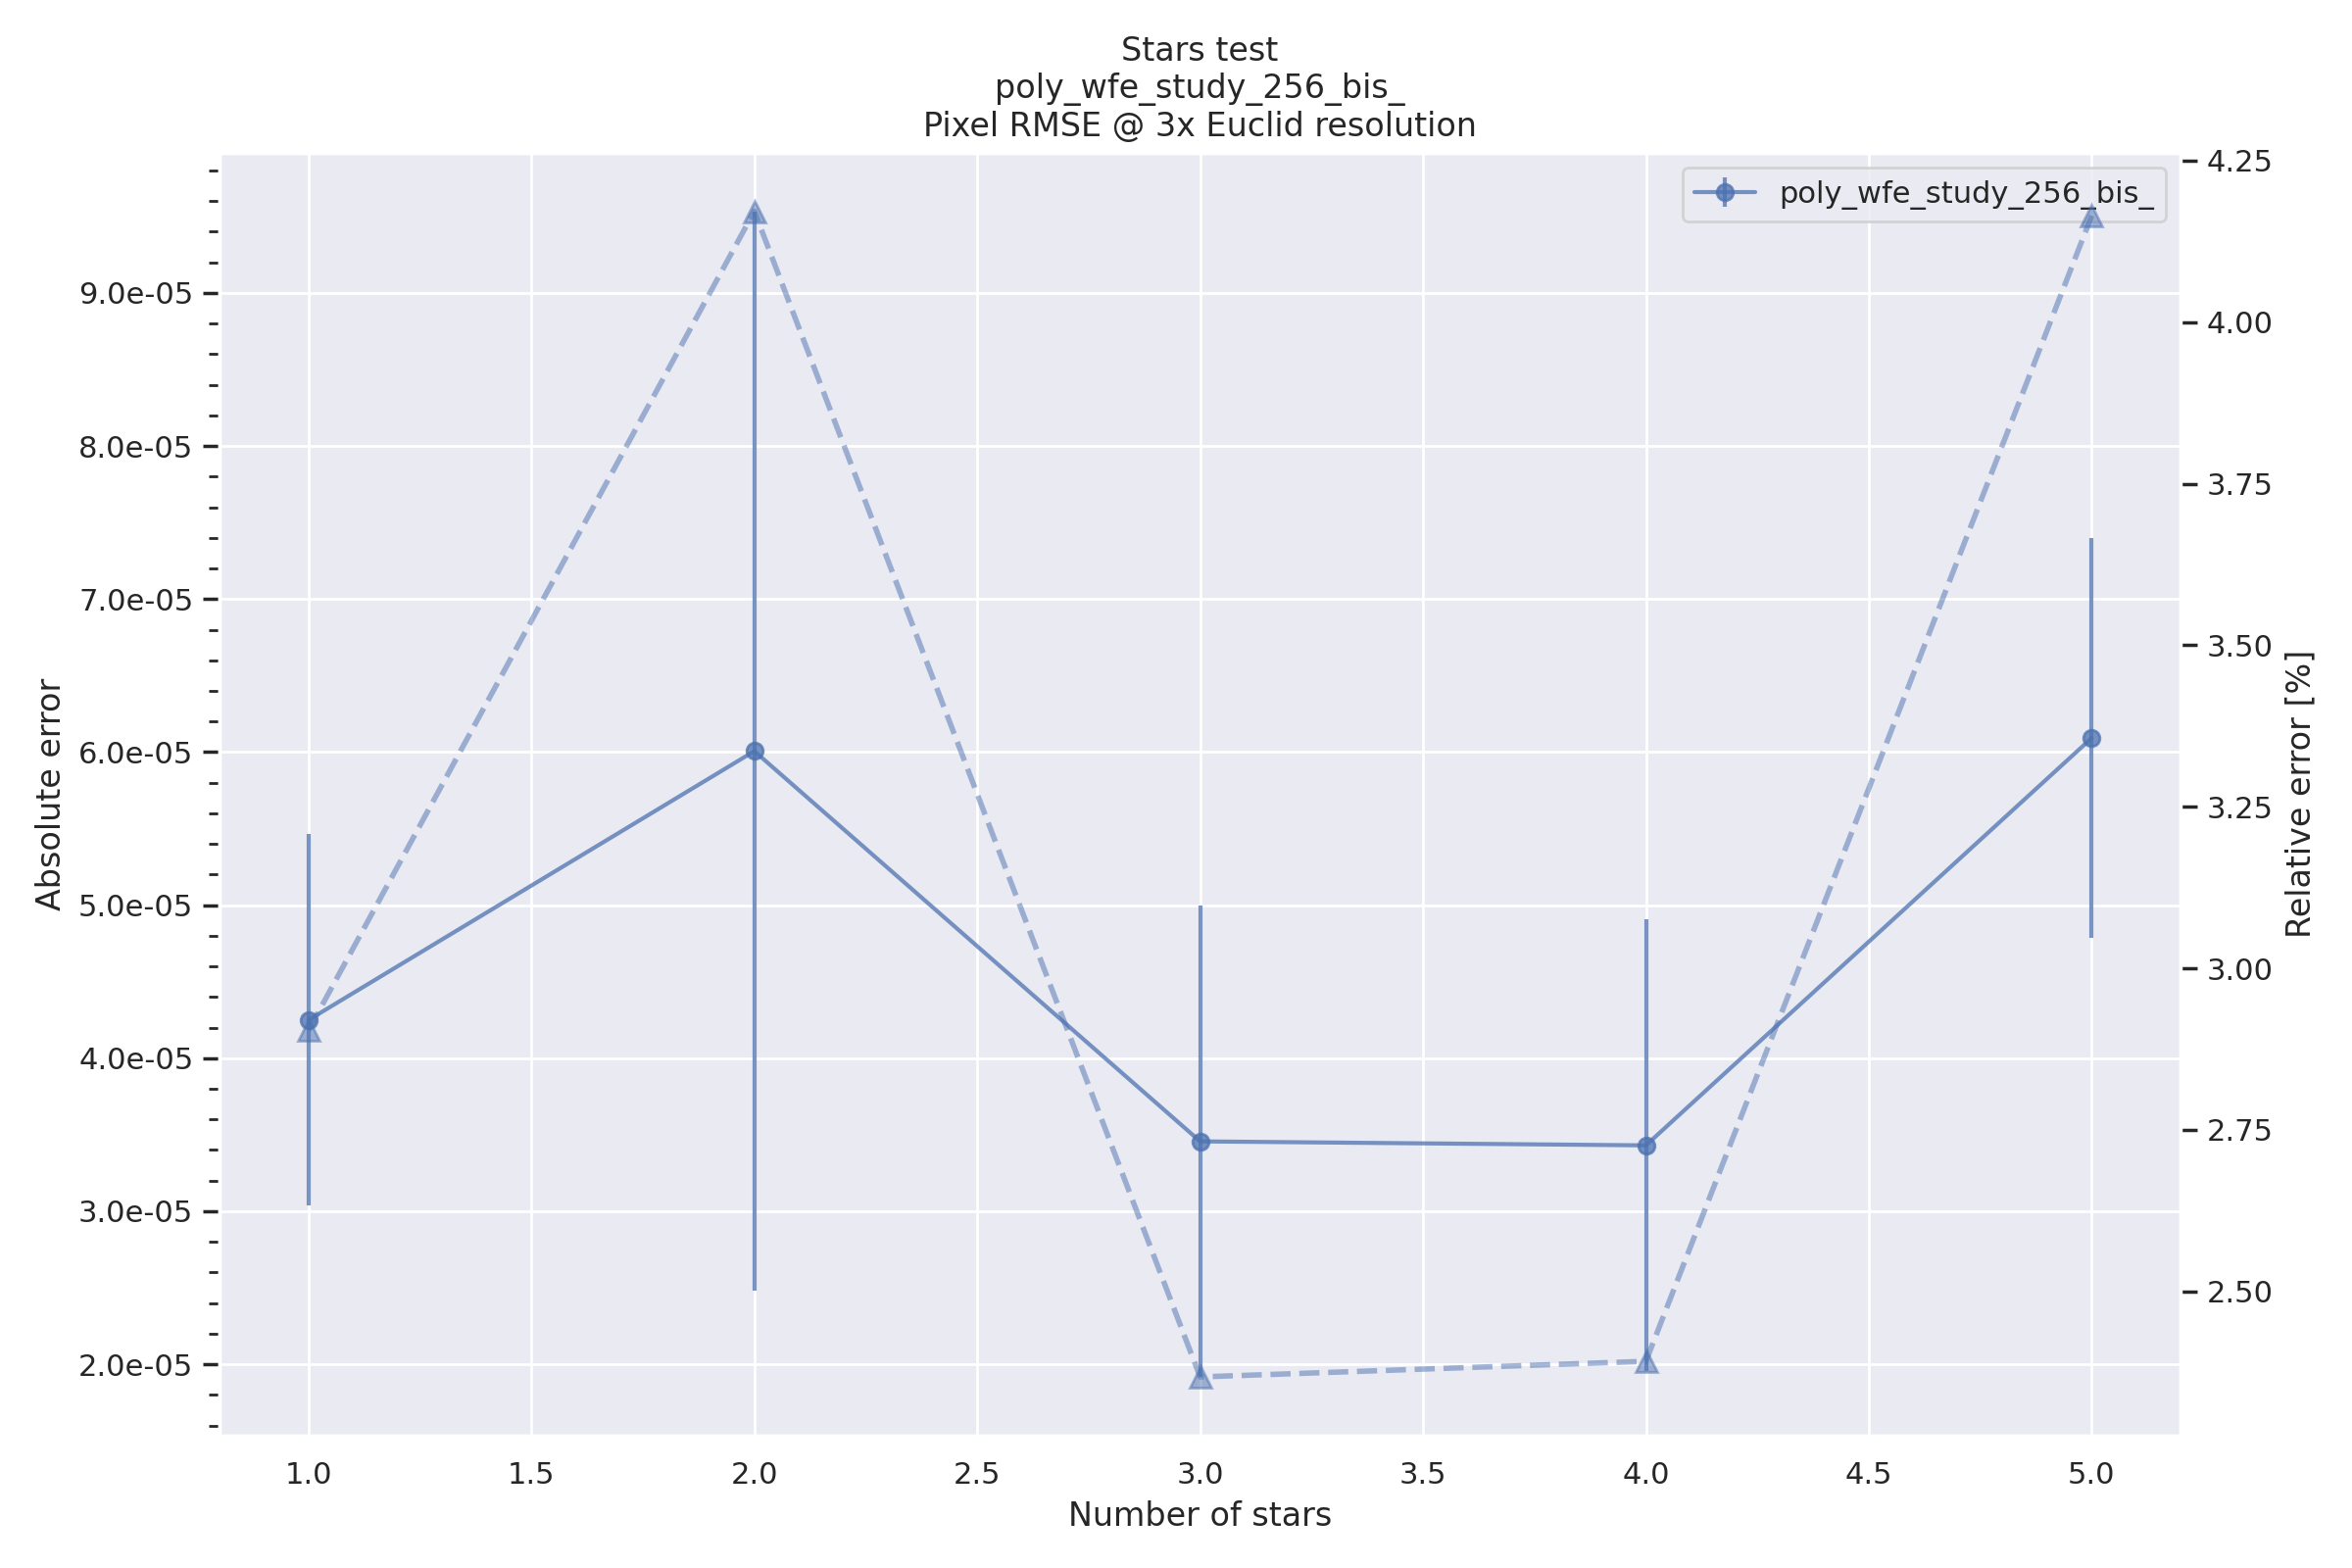 Stars test
poly_wfe_study_256_bis_
Pixel RMSE @ 3x Euclid resolution
poly_wfe_study_256_bis_
Absolute error
9.0e-05
8.0e-05
7.0e-05
6.0e-05
5.0e-05
4.0e-05
3.0e-05
2.0e-05
4.25
4.00
3.75
3.50
3.25
3.00
2.75
2.50
Relative error [%]
1.0 1.5 2.0 2.5 3.0 3.5 4.0 4.5 5.0
Number of stars